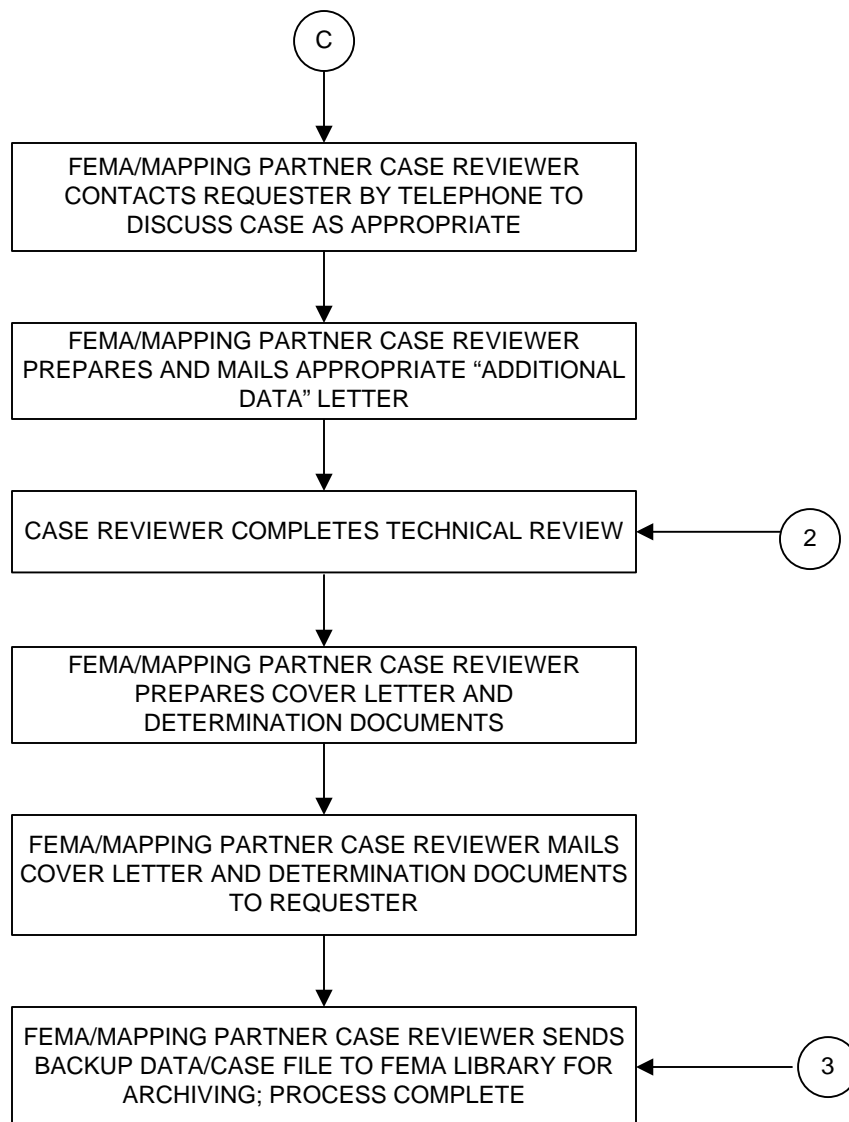 C
FEMA/MAPPING PARTNER CASE REVIEWER
CONTACTS REQUESTER BY TELEPHONE TO
DISCUSS CASE AS APPROPRIATE
FEMA/MAPPING PARTNER CASE REVIEWER
PREPARES AND MAILS APPROPRIATE “ADDITIONAL
DATA” LETTER
CASE REVIEWER COMPLETES TECHNICAL REVIEW
2
FEMA/MAPPING PARTNER CASE REVIEWER
PREPARES COVER LETTER AND
DETERMINATION DOCUMENTS
FEMA/MAPPING PARTNER CASE REVIEWER MAILS
COVER LETTER AND DETERMINATION DOCUMENTS
TO REQUESTER
FEMA/MAPPING PARTNER CASE REVIEWER SENDS
BACKUP DATA/CASE FILE TO FEMA LIBRARY FOR
ARCHIVING; PROCESS COMPLETE
3